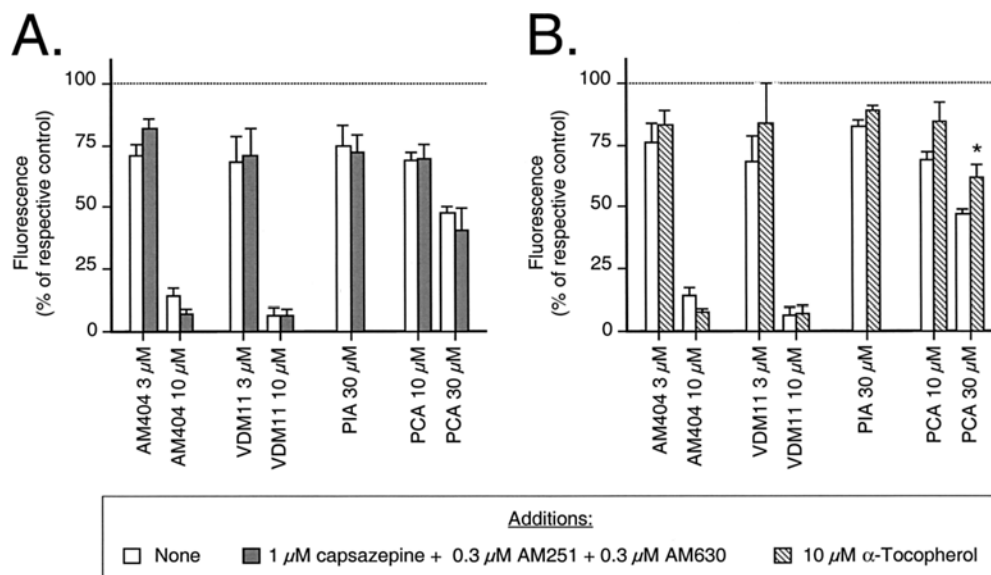 A.
100
75
50
25
0
Fluorescence
(% of respective control)
AM404 3 µM
AM404 10 µM
VDM11 3 µM
VDM11 10 µM
PIA 30 µM
PCA 10 µM
PCA 30 µM
B.
100
75
50
25
0
Fluorescence
(% of respective control)
*
AM404 3 µM
AM404 10 µM
VDM11 3 µM
VDM11 10 µM
PIA 30 µM
PCA 10 µM
PCA 30 µM
Additions:
None 1 µM capsazepine + 0.3 µM AM251 + 0.3 µM AM630 10 µM α-Tocopherol